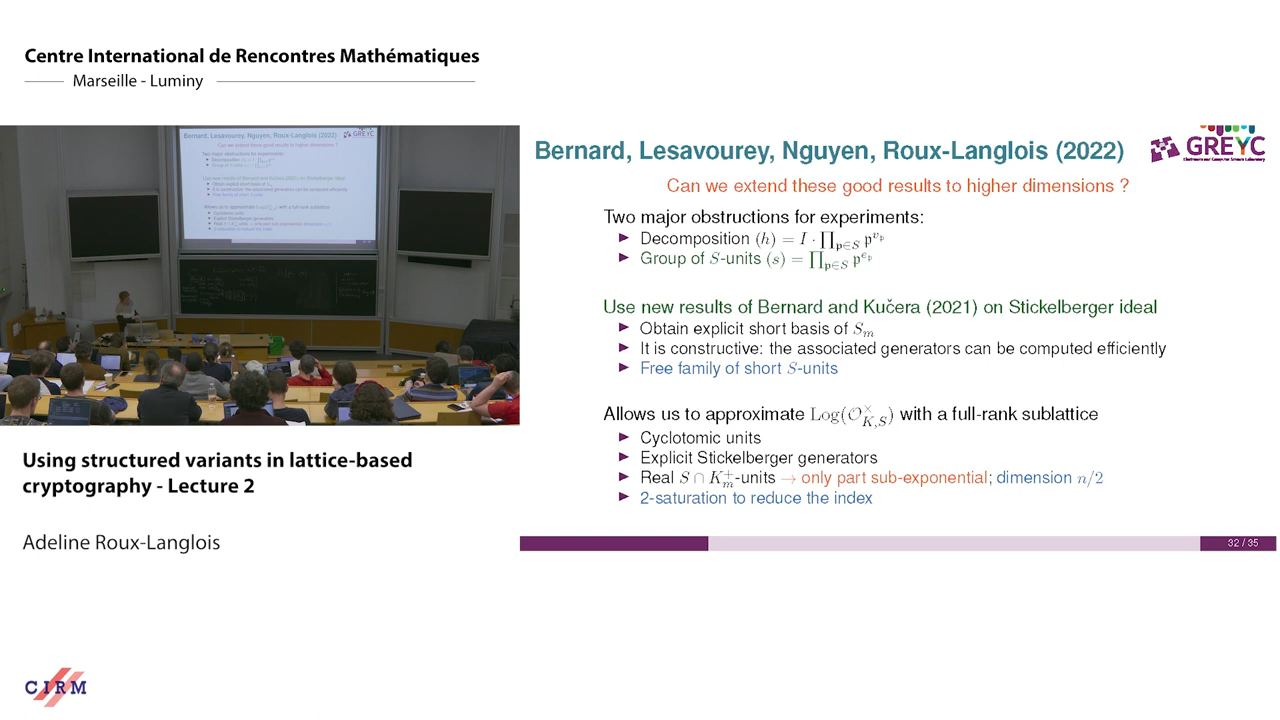 Centre International de Rencontres Mathématiques
Marseille - Luminy
Bernard, Lesavourey, Nguyen, Roux-Langlois (2022)
GREYC
Can we extend these good results to higher dimensions ?
Two major obstructions for experiments:
▶ Decomposition (h) = I · ∏_{𝔭∈S} 𝔭^{v_𝔭}
▶ Group of S-units (s) = ∏_{𝔭∈S} 𝔭^{e_𝔭}
Use new results of Bernard and Kučera (2021) on Stickelberger ideal
▶ Obtain explicit short basis of S_m
▶ It is constructive: the associated generators can be computed efficiently
▶ Free family of short S-units
Allows us to approximate Log(𝒪^×_{K,S}) with a full-rank sublattice
▶ Cyclotomic units
▶ Explicit Stickelberger generators
▶ Real S ∩ K_m^+-units → only part sub-exponential; dimension n/2
▶ 2-saturation to reduce the index
32 / 35
Using structured variants in lattice-based
cryptography - Lecture 2
Adeline Roux-Langlois
CIRM